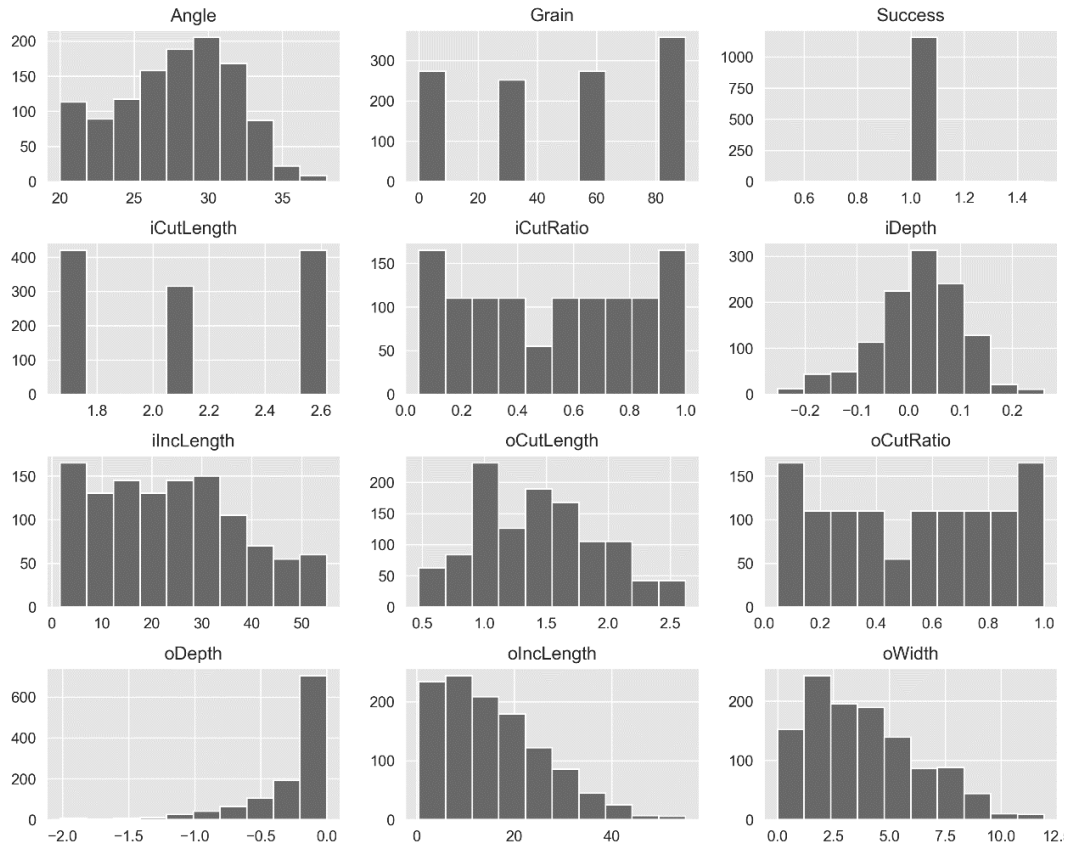 Angle Grain Success
200 300 1000
150 750
100 200 500
50 100 250
0 0 0
20 25 30 35 0 20 40 60 80 0.6 0.8 1.0 1.2 1.4
iCutLength iCutRatio iDepth
400 150 300
300 100 200
200 50 100
100
0 0 0
1.8 2.0 2.2 2.4 2.6 0.0 0.2 0.4 0.6 0.8 1.0 −0.2 −0.1 0.0 0.1 0.2
iIncLength oCutLength oCutRatio
150 200 150
100 150 100
50 100 50
50
0 0 0
0 10 20 30 40 50 0.5 1.0 1.5 2.0 2.5 0.0 0.2 0.4 0.6 0.8 1.0
oDepth oIncLength oWidth
600 200 200
400 100 100
200
0 0 0
−2.0 −1.5 −1.0 −0.5 0.0 0 20 40 0.0 2.5 5.0 7.5 10.0 12.